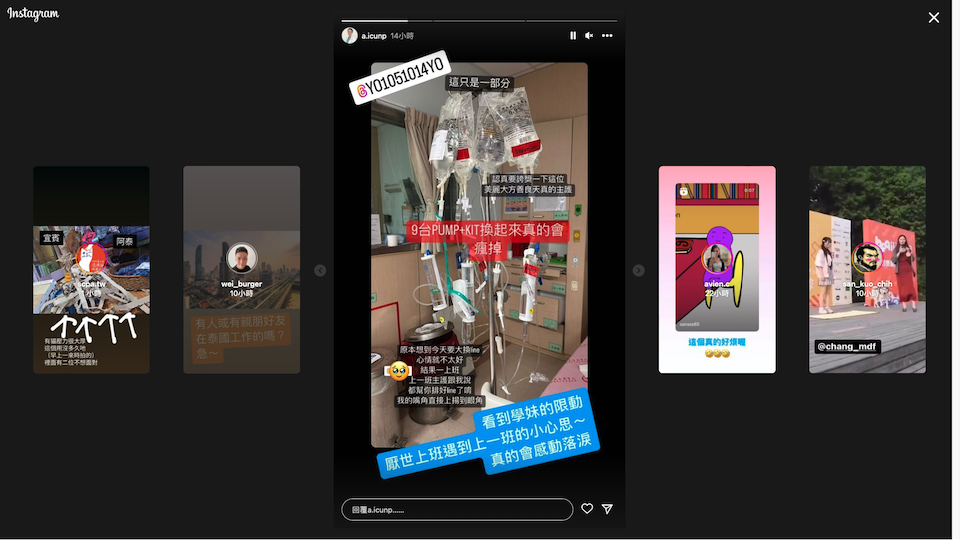 Instagram
a.icunp 14小時
@YO1051014YO
這只是一部分
認真要誇獎一下這位
美麗大方善良天真的主護
9台PUMP+KIT換起來真的會
瘋掉
原本想到今天要大換line
心情就不太好
結果一上班
上一班主護跟我說
都幫你排好line了唷
我的嘴角直接上揚到眼角
看到學妹的限動
厭世上班遇到上一班的小心思～
真的會感動落淚
回覆a.icunp......
宜賓
阿泰
scpa.tw
小時
有貓壓力很大厚
這個用沒多久吔
（早上一來時拍的）
裡面有二位不想面對
wei_burger
10小時
有人或有親朋好友
在泰國工作的嗎？
急～
avien.c
22小時
這個真的好煩喔
🤣🤣🤣
san_kuo_chih
10小時
@chang_mdf